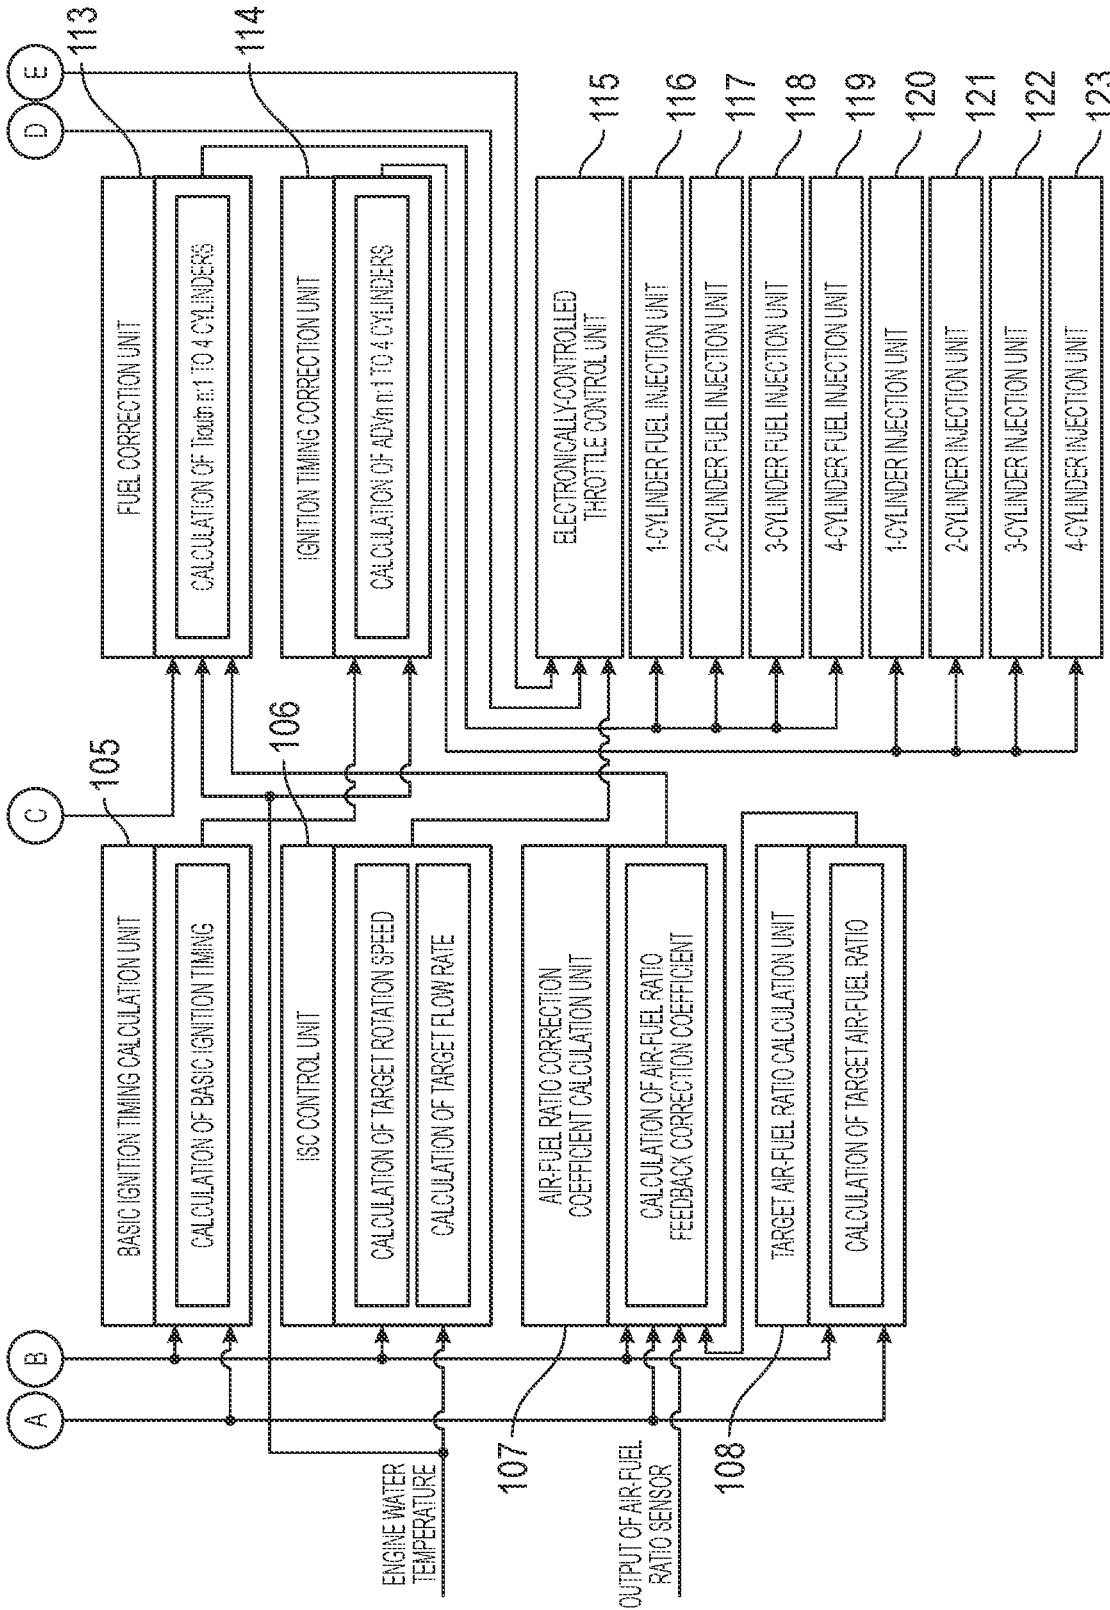 A
B
C
D
E
105
BASIC IGNITION TIMING CALCULATION UNIT
CALCULATION OF BASIC IGNITION TIMING
106
ISC CONTROL UNIT
CALCULATION OF TARGET ROTATION SPEED
CALCULATION OF TARGET FLOW RATE
ENGINE WATER
TEMPERATURE
107
AIR-FUEL RATIO CORRECTION
COEFFICIENT CALCULATION UNIT
CALCULATION OF AIR-FUEL RATIO
FEEDBACK CORRECTION COEFFICIENT
OUTPUT OF AIR-FUEL
RATIO SENSOR
108
TARGET AIR-FUEL RATIO CALCULATION UNIT
CALCULATION OF TARGET AIR-FUEL RATIO
113
FUEL CORRECTION UNIT
CALCULATION OF n:1 TO 4 CYLINDERS
114
IGNITION TIMING CORRECTION UNIT
CALCULATION OF ADVm n:1 TO 4 CYLINDERS
ELECTRONICALLY-CONTROLLED
THROTTLE CONTROL UNIT
115
1-CYLINDER FUEL INJECTION UNIT
116
2-CYLINDER FUEL INJECTION UNIT
117
3-CYLINDER FUEL INJECTION UNIT
118
4-CYLINDER FUEL INJECTION UNIT
119
1-CYLINDER INJECTION UNIT
120
2-CYLINDER INJECTION UNIT
121
3-CYLINDER INJECTION UNIT
122
4-CYLINDER INJECTION UNIT
123